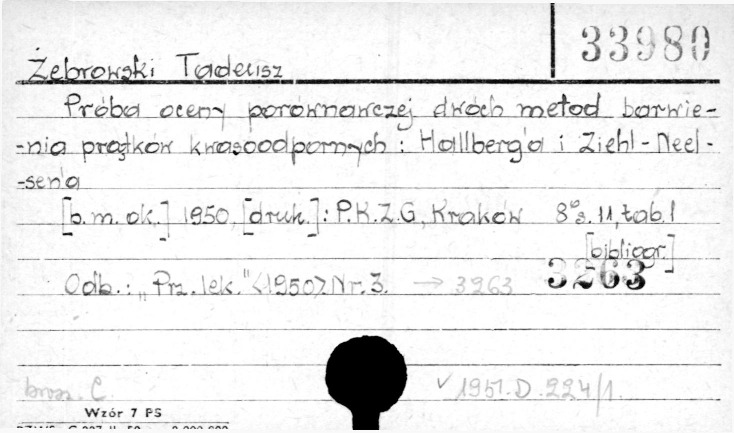 33980
Żebrowski Tadeusz
Próba oceny porównawczej dwóch metod barwie-
-nia prątków kwasoodpornych: Hallberg'a i Ziehl-Neel-
-sen'a
[b.m.ok.] 1950, [druk.]: P.K.Z.G., Kraków 8° s. 11, tab. 1
[bibliogr.]
Odb.: „Prz. lek." <1950> Nr. 3. → 3263 3263
brosz. C. v 1951.D.224/1.
Wzór 7 PS